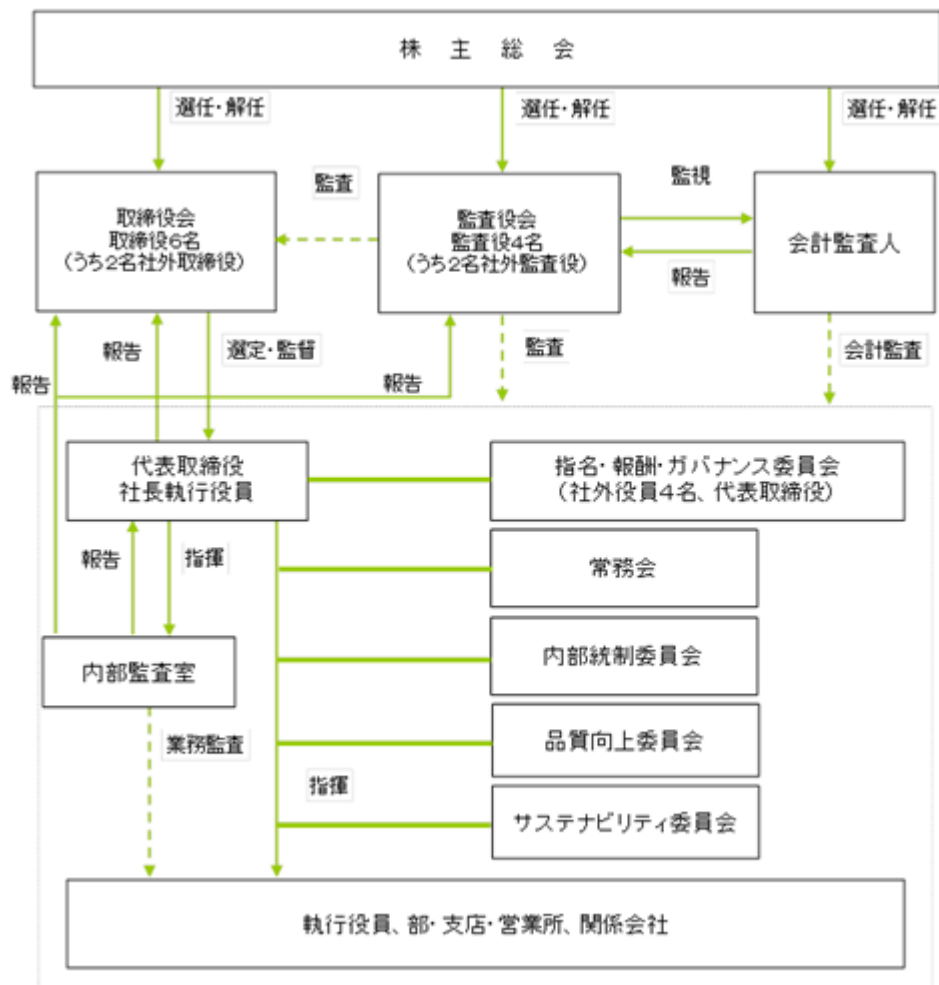 株主総会
選任・解任
選任・解任
選任・解任
取締役会
取締役6名
(うち2名社外取締役)
監査
監査役会
監査役4名
(うち2名社外監査役)
監視
報告
会計監査人
報告
報告
選定・監督
報告
監査
会計監査
代表取締役
社長執行役員
指名・報酬・ガバナンス委員会
(社外役員4名、代表取締役)
報告
指揮
常務会
内部監査室
内部統制委員会
業務監査
品質向上委員会
指揮
サステナビリティ委員会
執行役員、部・支店・営業所、関係会社